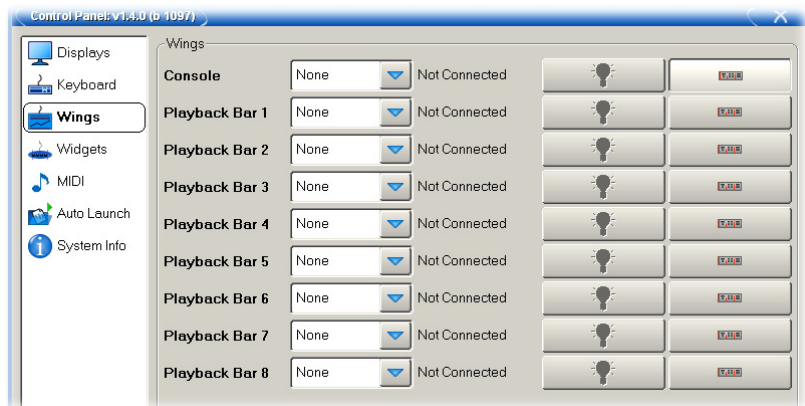 Control Panel: v1.4.0 (b 1097)
Displays
Keyboard
Wings
Widgets
MIDI
Auto Launch
System Info
Wings
Console None Not Connected
Playback Bar 1 None Not Connected
Playback Bar 2 None Not Connected
Playback Bar 3 None Not Connected
Playback Bar 4 None Not Connected
Playback Bar 5 None Not Connected
Playback Bar 6 None Not Connected
Playback Bar 7 None Not Connected
Playback Bar 8 None Not Connected